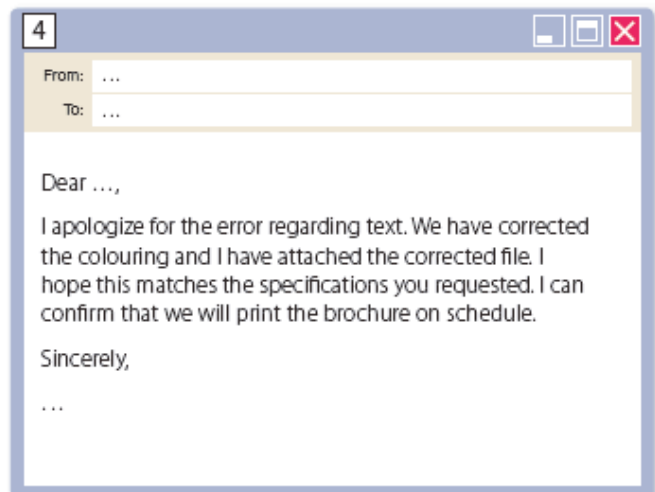 4
From: ...
To: ...
Dear ...,
I apologize for the error regarding text. We have corrected
the colouring and I have attached the corrected file. I
hope this matches the specifications you requested. I can
confirm that we will print the brochure on schedule.
Sincerely,
...